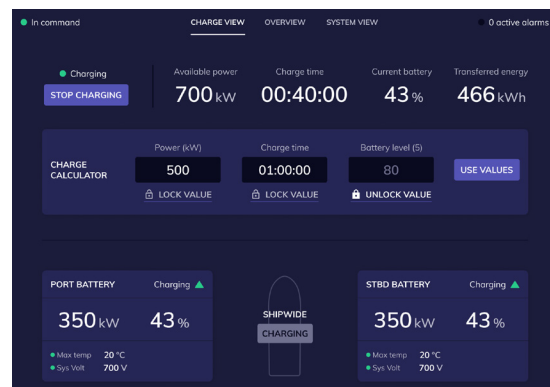 In command
CHARGE VIEW
OVERVIEW
SYSTEM VIEW
0 active alarms
Charging
STOP CHARGING
Available power
700 kW
Charge time
00:40:00
Current battery
43 %
Transferred energy
466 kWh
CHARGE
CALCULATOR
Power (kW)
500
LOCK VALUE
Charge time
01:00:00
LOCK VALUE
Battery level (5)
80
UNLOCK VALUE
USE VALUES
PORT BATTERY
Charging
350 kW
43 %
Max temp 20 °C
Sys Volt 700 V
SHIPWIDE
CHARGING
STBD BATTERY
Charging
350 kW
43 %
Max temp 20 °C
Sys Volt 700 V